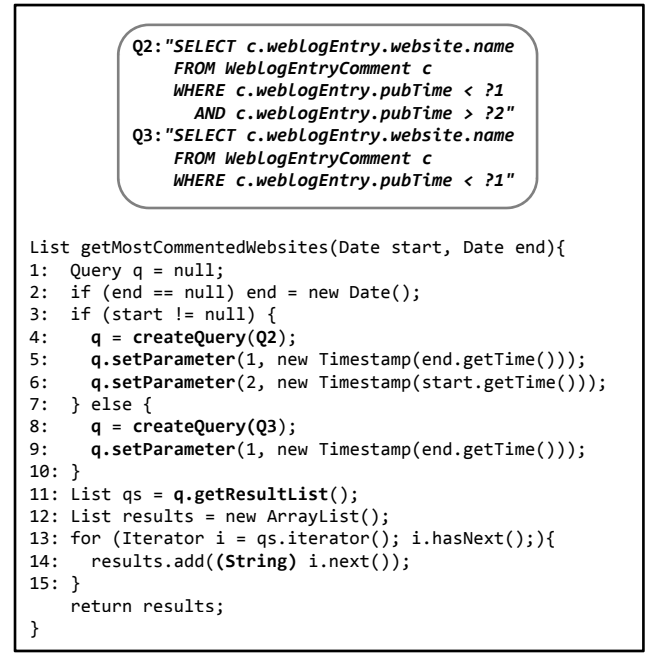 Q2:"SELECT c.weblogEntry.website.name
FROM WeblogEntryComment c
WHERE c.weblogEntry.pubTime < ?1
AND c.weblogEntry.pubTime > ?2"
Q3:"SELECT c.weblogEntry.website.name
FROM WeblogEntryComment c
WHERE c.weblogEntry.pubTime < ?1"
List getMostCommentedWebsites(Date start, Date end){
1: Query q = null;
2: if (end == null) end = new Date();
3: if (start != null) {
4: q = createQuery(Q2);
5: q.setParameter(1, new Timestamp(end.getTime()));
6: q.setParameter(2, new Timestamp(start.getTime()));
7: } else {
8: q = createQuery(Q3);
9: q.setParameter(1, new Timestamp(end.getTime()));
10: }
11: List qs = q.getResultList();
12: List results = new ArrayList();
13: for (Iterator i = qs.iterator(); i.hasNext();){
14: results.add((String) i.next());
15: }
return results;
}